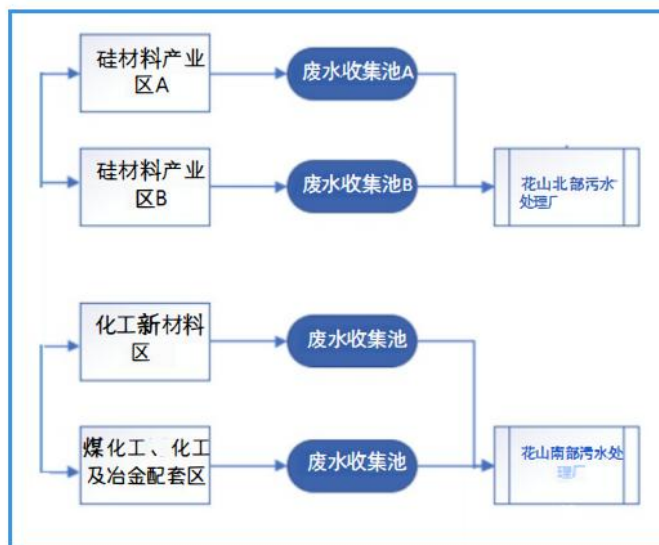 硅材料产业
区A
废水收集池A
硅材料产业
区B
废水收集池B
花山北部污水
处理厂
化工新材料
区
废水收集池
煤化工、化工
及冶金配套区
废水收集池
花山南部污水处
理厂